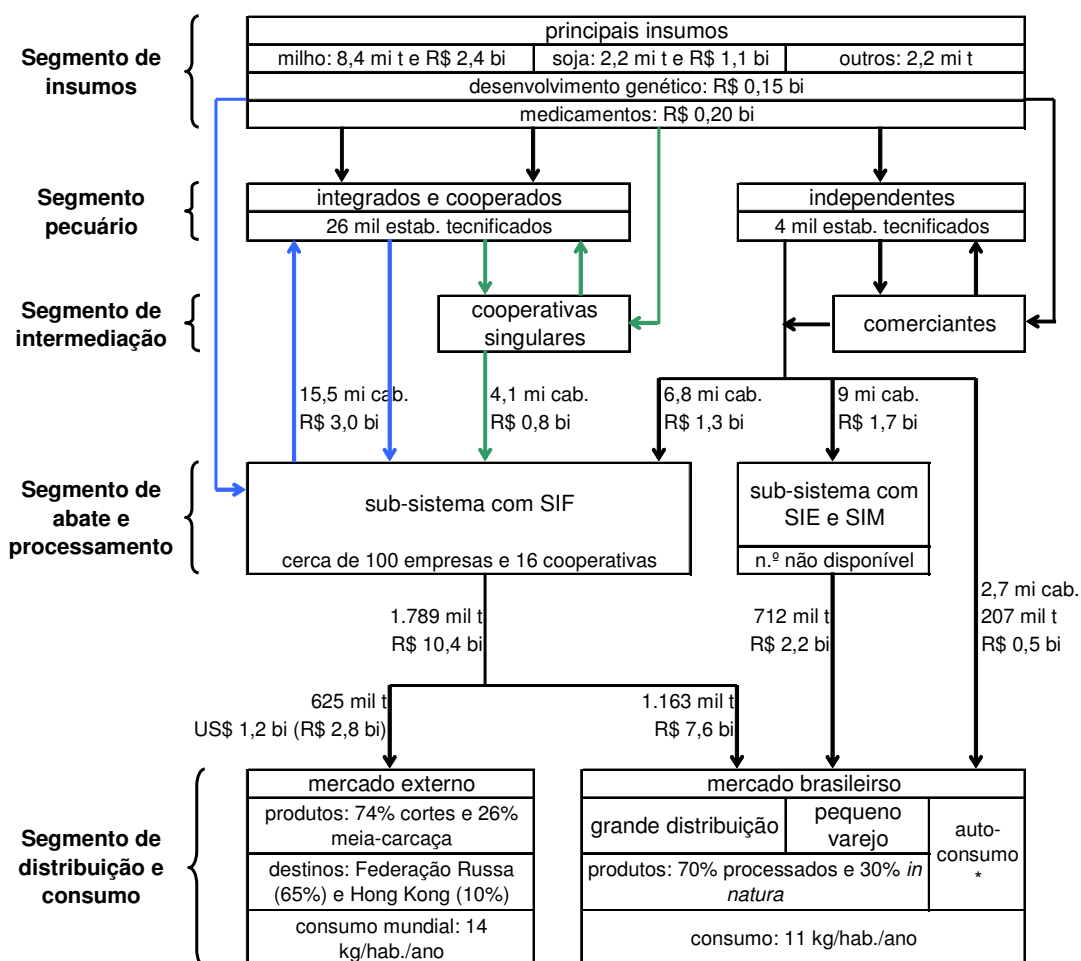 Segmento de
insumos
principais insumos
milho: 8,4 mi t e R$ 2,4 bi
soja: 2,2 mi t e R$ 1,1 bi
outros: 2,2 mi t
desenvolvimento genético: R$ 0,15 bi
medicamentos: R$ 0,20 bi
Segmento
pecuário
integrados e cooperados
26 mil estab. tecnificados
independentes
4 mil estab. tecnificados
Segmento de
intermediação
cooperativas
singulares
comerciantes
15,5 mi cab.
R$ 3,0 bi
4,1 mi cab.
R$ 0,8 bi
6,8 mi cab.
R$ 1,3 bi
9 mi cab.
R$ 1,7 bi
Segmento de
abate e
processamento
sub-sistema com SIF
cerca de 100 empresas e 16 cooperativas
sub-sistema com
SIE e SIM
n.º não disponível
1.789 mil t
R$ 10,4 bi
712 mil t
R$ 2,2 bi
2,7 mi cab.
207 mil t
R$ 0,5 bi
625 mil t
US$ 1,2 bi (R$ 2,8 bi)
1.163 mil t
R$ 7,6 bi
Segmento de
distribuição e
consumo
mercado externo
produtos: 74% cortes e 26%
meia-carcaça
destinos: Federação Russa
(65%) e Hong Kong (10%)
consumo mundial: 14
kg/hab./ano
mercado brasileirso
grande distribuição
pequeno
varejo
auto-
consumo
*
produtos: 70% processados e 30% in
natura
consumo: 11 kg/hab./ano